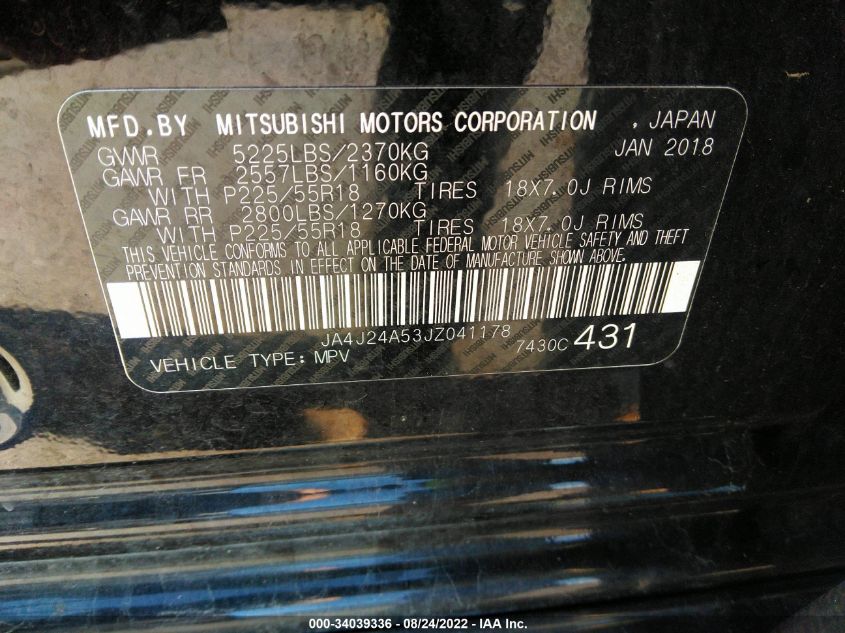 MFD.BY MITSUBISHI MOTORS CORPORATION , JAPAN
GVWR 5225LBS/2370KG JAN 2018
GAWR FR 2557LBS/1160KG
WITH P225/55R18 TIRES 18X7.0J RIMS
GAWR RR 2800LBS/1270KG
WITH P225/55R18 TIRES 18X7.0J RIMS
THIS VEHICLE CONFORMS TO ALL APPLICABLE FEDERAL MOTOR VEHICLE SAFETY AND THEFT
PREVENTION STANDARDS IN EFFECT ON THE DATE OF MANUFACTURE SHOWN ABOVE.
JA4J24A53JZ041178
VEHICLE TYPE: MPV 7430C 431
000-34039336 - 08/24/2022 - IAA Inc.